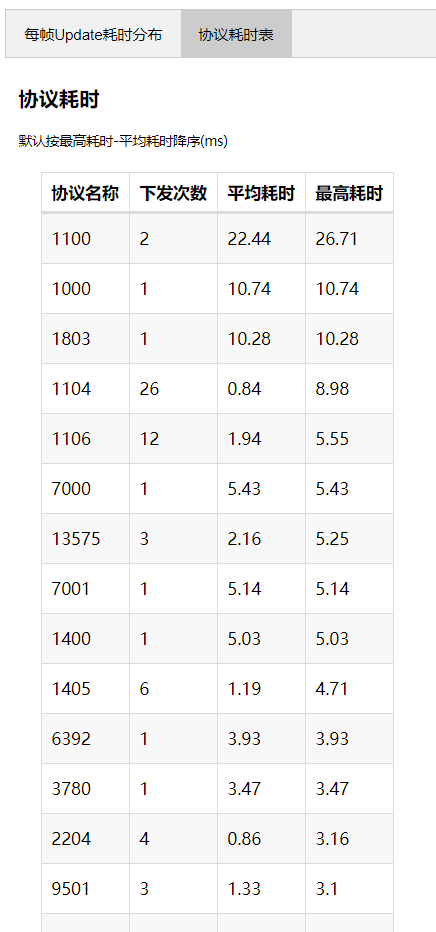 每帧Update耗时分布 协议耗时表
协议耗时
默认按最高耗时-平均耗时降序(ms)
协议名称 下发次数 平均耗时 最高耗时
1100 2 22.44 26.71
1000 1 10.74 10.74
1803 1 10.28 10.28
1104 26 0.84 8.98
1106 12 1.94 5.55
7000 1 5.43 5.43
13575 3 2.16 5.25
7001 1 5.14 5.14
1400 1 5.03 5.03
1405 6 1.19 4.71
6392 1 3.93 3.93
3780 1 3.47 3.47
2204 4 0.86 3.16
9501 3 1.33 3.1